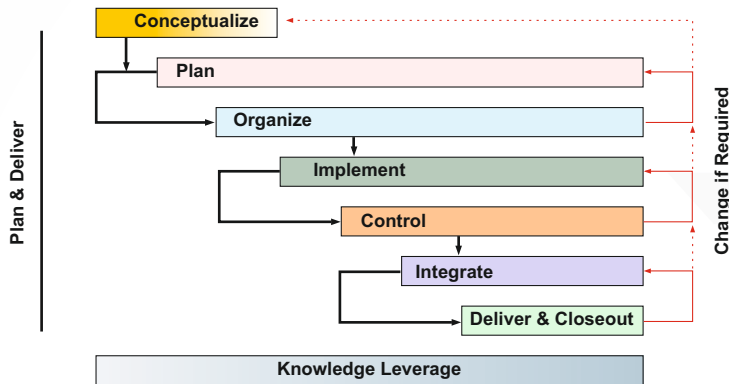 Conceptualize
Plan
Organize
Implement
Control
Integrate
Deliver & Closeout
Knowledge Leverage
Plan & Deliver
Change if Required